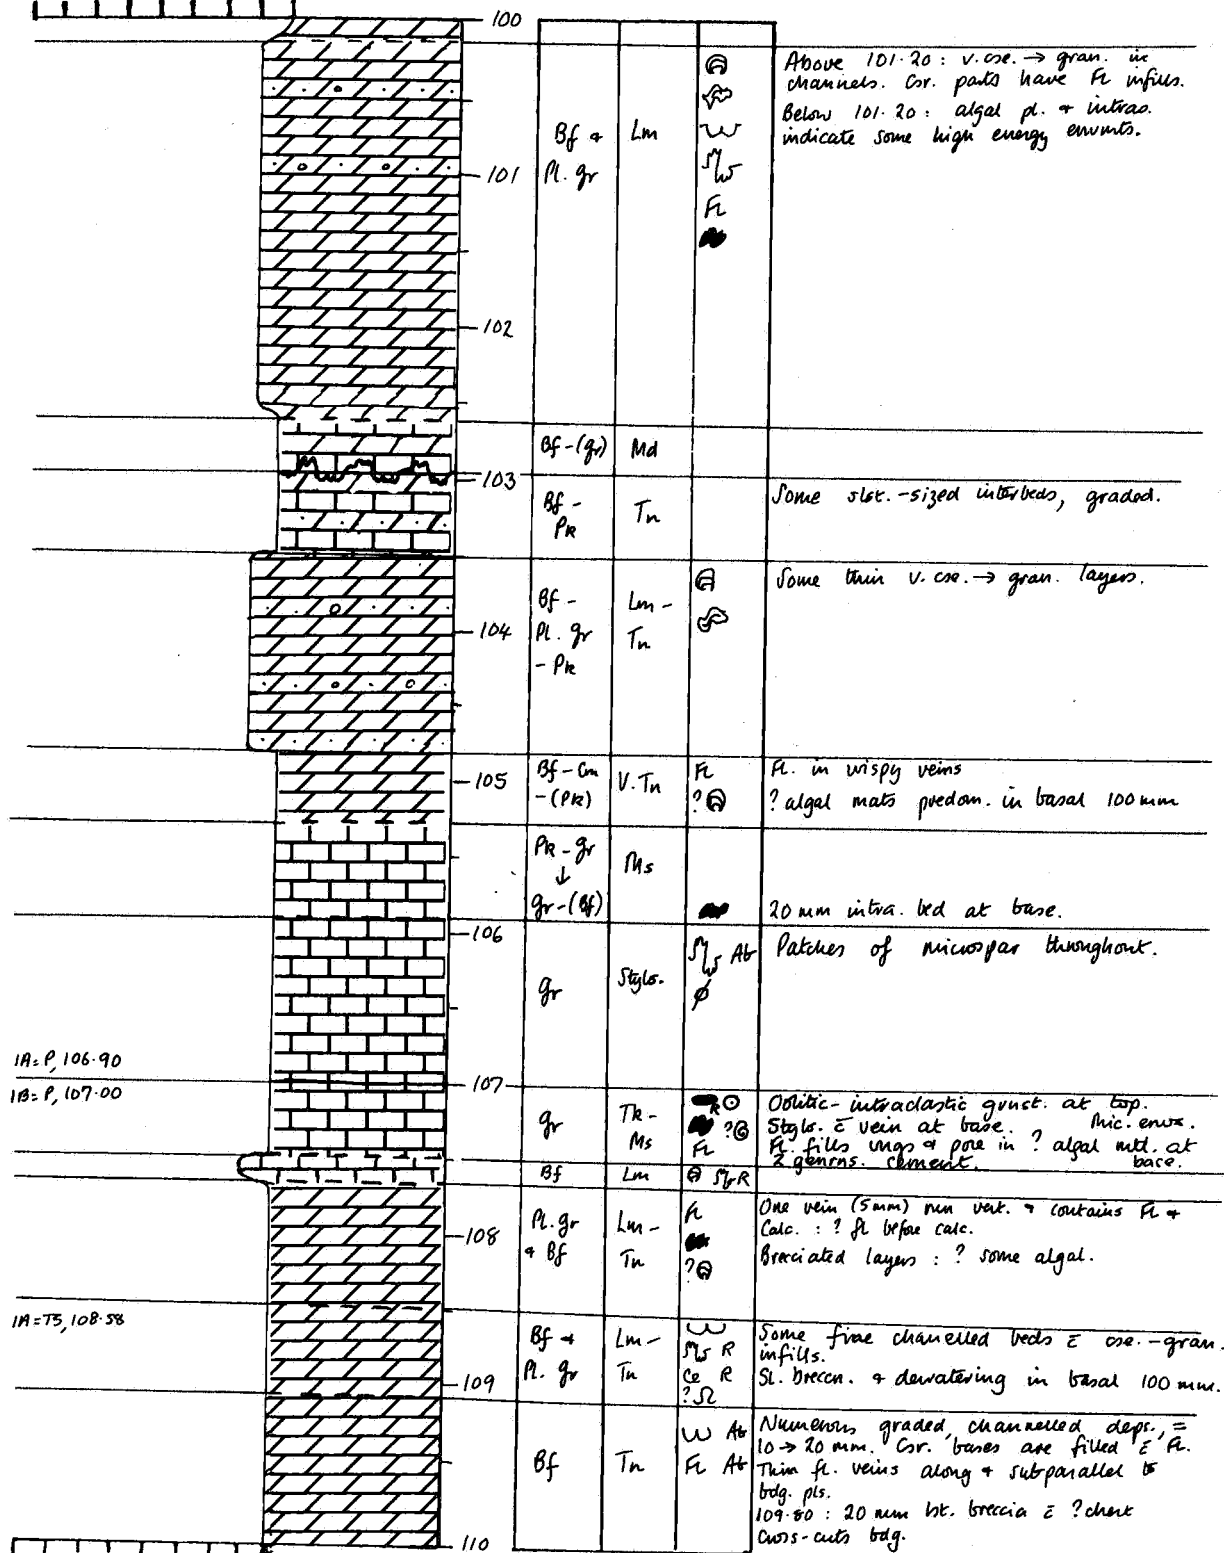 100
Above 101.20 : v. cse. → gran. in
channels. Csr. parts have FL infills.
Below 101.20 : algal pl. + intras.
indicate some high energy envmts.
Bf +
Pl. gr
Lm
FL
101
102
Bf - (gr)
Md
103
Bf -
Pk
Tn
Some slst. - sized interbeds, graded.
Bf -
Pl. gr
- Pk
Lm -
Tn
Some thin v. cse. → gran. layers.
104
105
Bf - Cm
- (Pk)
V. Tn
FL
?
FL. in wispy veins
? algal mats predom. in basal 100 mm
Pk - gr
↓
gr - (Bf)
Ms
20 mm intra. bed at base.
106
gr
Stylo.
Ab
Ø
Patches of microspar throughout.
1A = P, 106.90
107
1B = P, 107.00
gr
Tk -
Ms
R
?
FL
Oolitic - intraclastic grnst. at top.
Stylo. c̄ vein at base. Mic. envs.
FL. fills vugs + pore in ? algal mtl. at
2 genrns. cement. base.
Bf
Lm
R
Pl. gr
+ Bf
Lm -
Tn
FL
?
One vein (5mm) run vert. + contains FL +
Calc. : ? fl before calc.
Brecciated layers : ? some algal.
108
1A = TS, 108.58
Bf +
Pl. gr
Lm -
Tn
R
Ce R
? Ω
Some fine chanelled beds c̄ cse. - gran.
infills.
Sl. breccn. + dewatering in basal 100 mm.
109
Bf
Tn
Ab
FL Ab
Numerous graded, channelled deps., =
10 → 20 mm. Csr. bases are filled c̄ FL.
Thin fl. veins along + subparallel to
bdg. pls.
109.80 : 20 mm lst. breccia c̄ ? chert
Cross-cuts bdg.
110